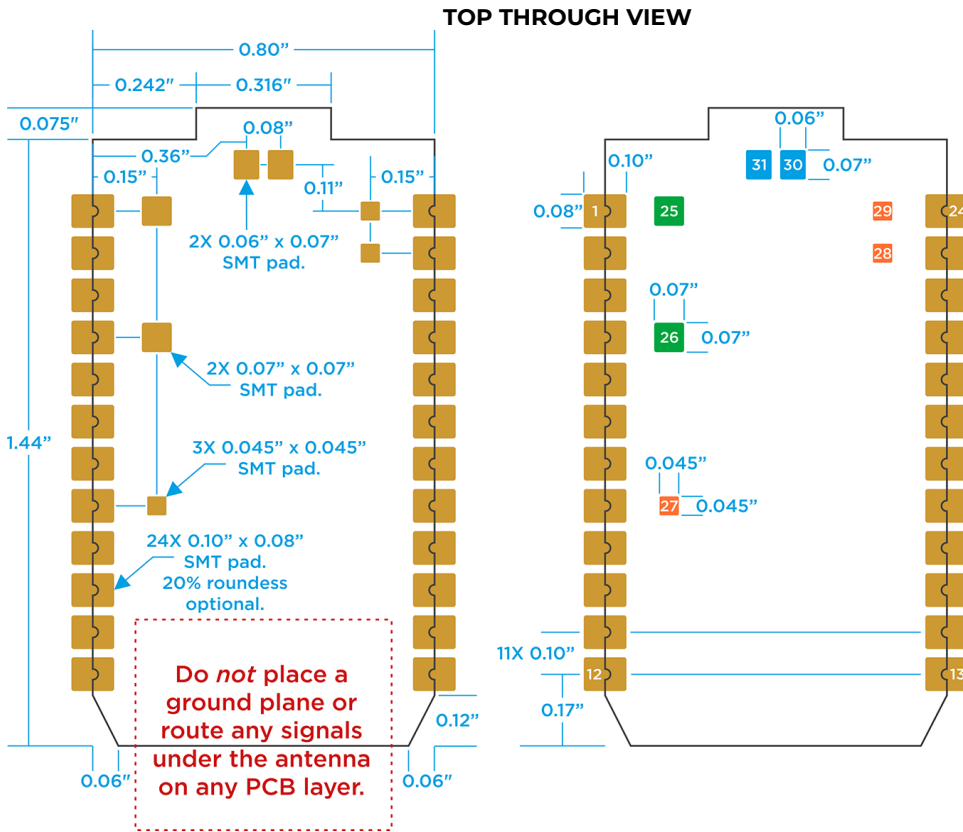 TOP THROUGH VIEW
0.80”
0.242"
0.316"
0.075"
0.08”
0.36”
0.15”
0.11”
0.15”
2X 0.06” x 0.07”
SMT pad.
2X 0.07” x 0.07”
SMT pad.
1.44”
3X 0.045” x 0.045”
SMT pad.
24X 0.10” x 0.08”
SMT pad.
20% roundess
optional.
Do not place a
ground plane or
route any signals
under the antenna
on any PCB layer.
0.12”
0.06"
0.06"
0.06”
0.10”
31
30
0.07”
0.08”
1
25
29
24
28
0.07”
26
0.07”
0.045”
27
0.045”
11X 0.10”
12
13
0.17”